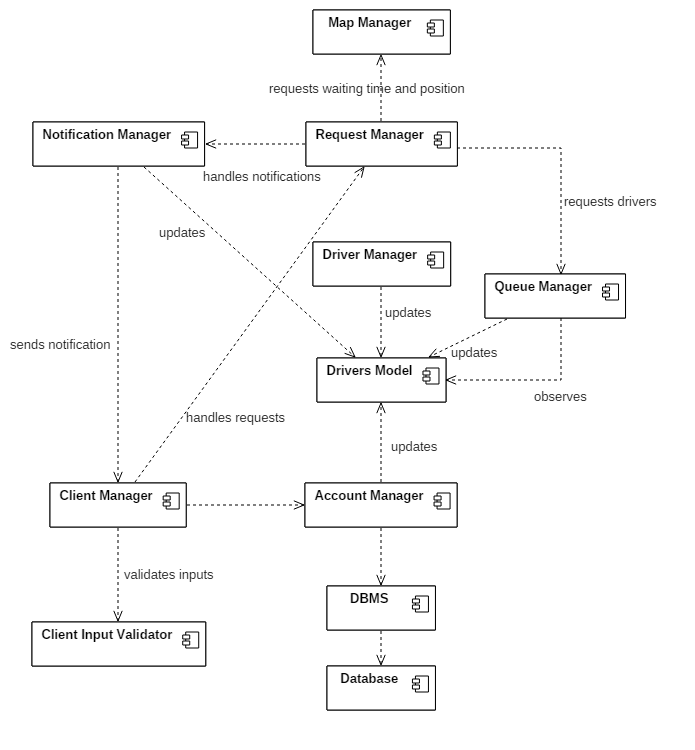 Map Manager
requests waiting time and position
Notification Manager
Request Manager
handles notifications
requests drivers
updates
Driver Manager
Queue Manager
updates
sends notification
updates
Drivers Model
observes
handles requests
updates
Client Manager
Account Manager
validates inputs
DBMS
Client Input Validator
Database